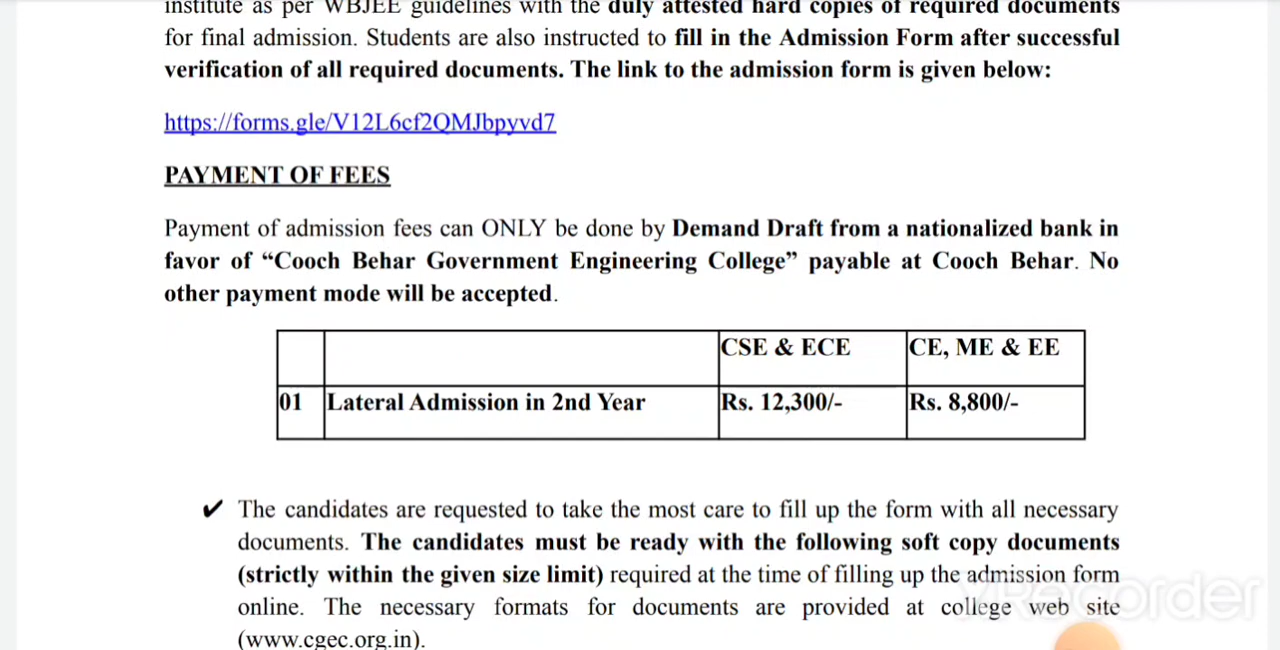 institute as per WBJEE guidelines with the duly attested hard copies of required documents
for final admission. Students are also instructed to fill in the Admission Form after successful
verification of all required documents. The link to the admission form is given below:
https://forms.gle/V12L6cf2QMJbpyvd7
PAYMENT OF FEES
Payment of admission fees can ONLY be done by Demand Draft from a nationalized bank in
favor of “Cooch Behar Government Engineering College” payable at Cooch Behar. No
other payment mode will be accepted.
CSE & ECE CE, ME & EE
01 Lateral Admission in 2nd Year Rs. 12,300/- Rs. 8,800/-
✔ The candidates are requested to take the most care to fill up the form with all necessary
documents. The candidates must be ready with the following soft copy documents
(strictly within the given size limit) required at the time of filling up the admission form
online. The necessary formats for documents are provided at college web site
(www.cgec.org.in).
VRecorder